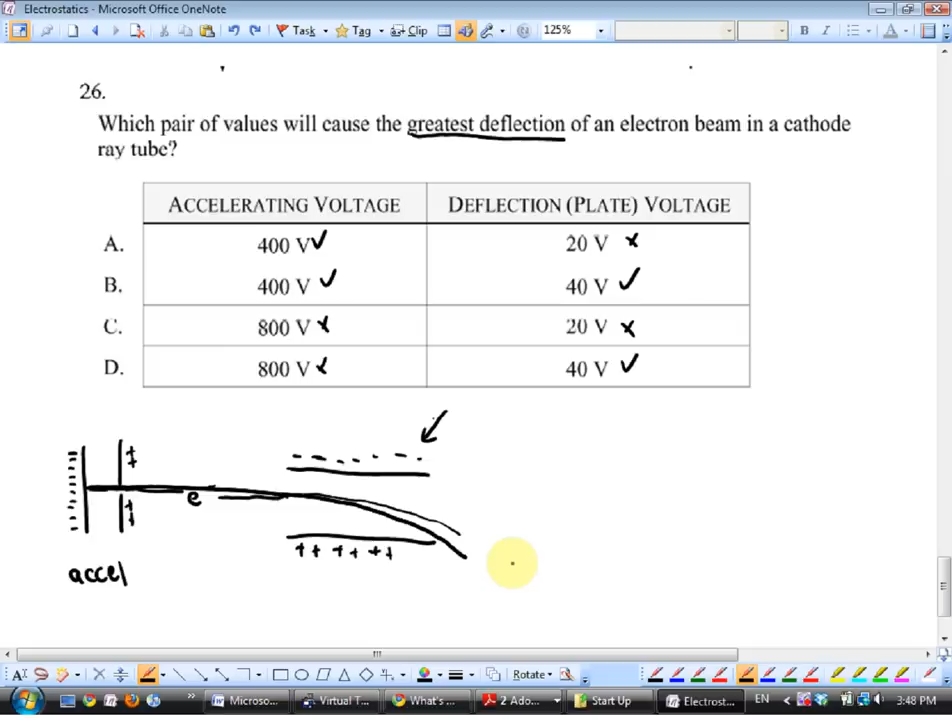 Electrostatics - Microsoft Office OneNote
Task Tag Clip 125% B I A
26.
Which pair of values will cause the greatest deflection of an electron beam in a cathode
ray tube?
ACCELERATING VOLTAGE DEFLECTION (PLATE) VOLTAGE
A. 400 V ✓ 20 V x
B. 400 V ✓ 40 V ✓
C. 800 V x 20 V x
D. 800 V x 40 V ✓
e
+ + + + + +
accel
Rotate
Microso... Virtual T... What's ... 2 Ado... Start Up Electrost... EN 3:48 PM